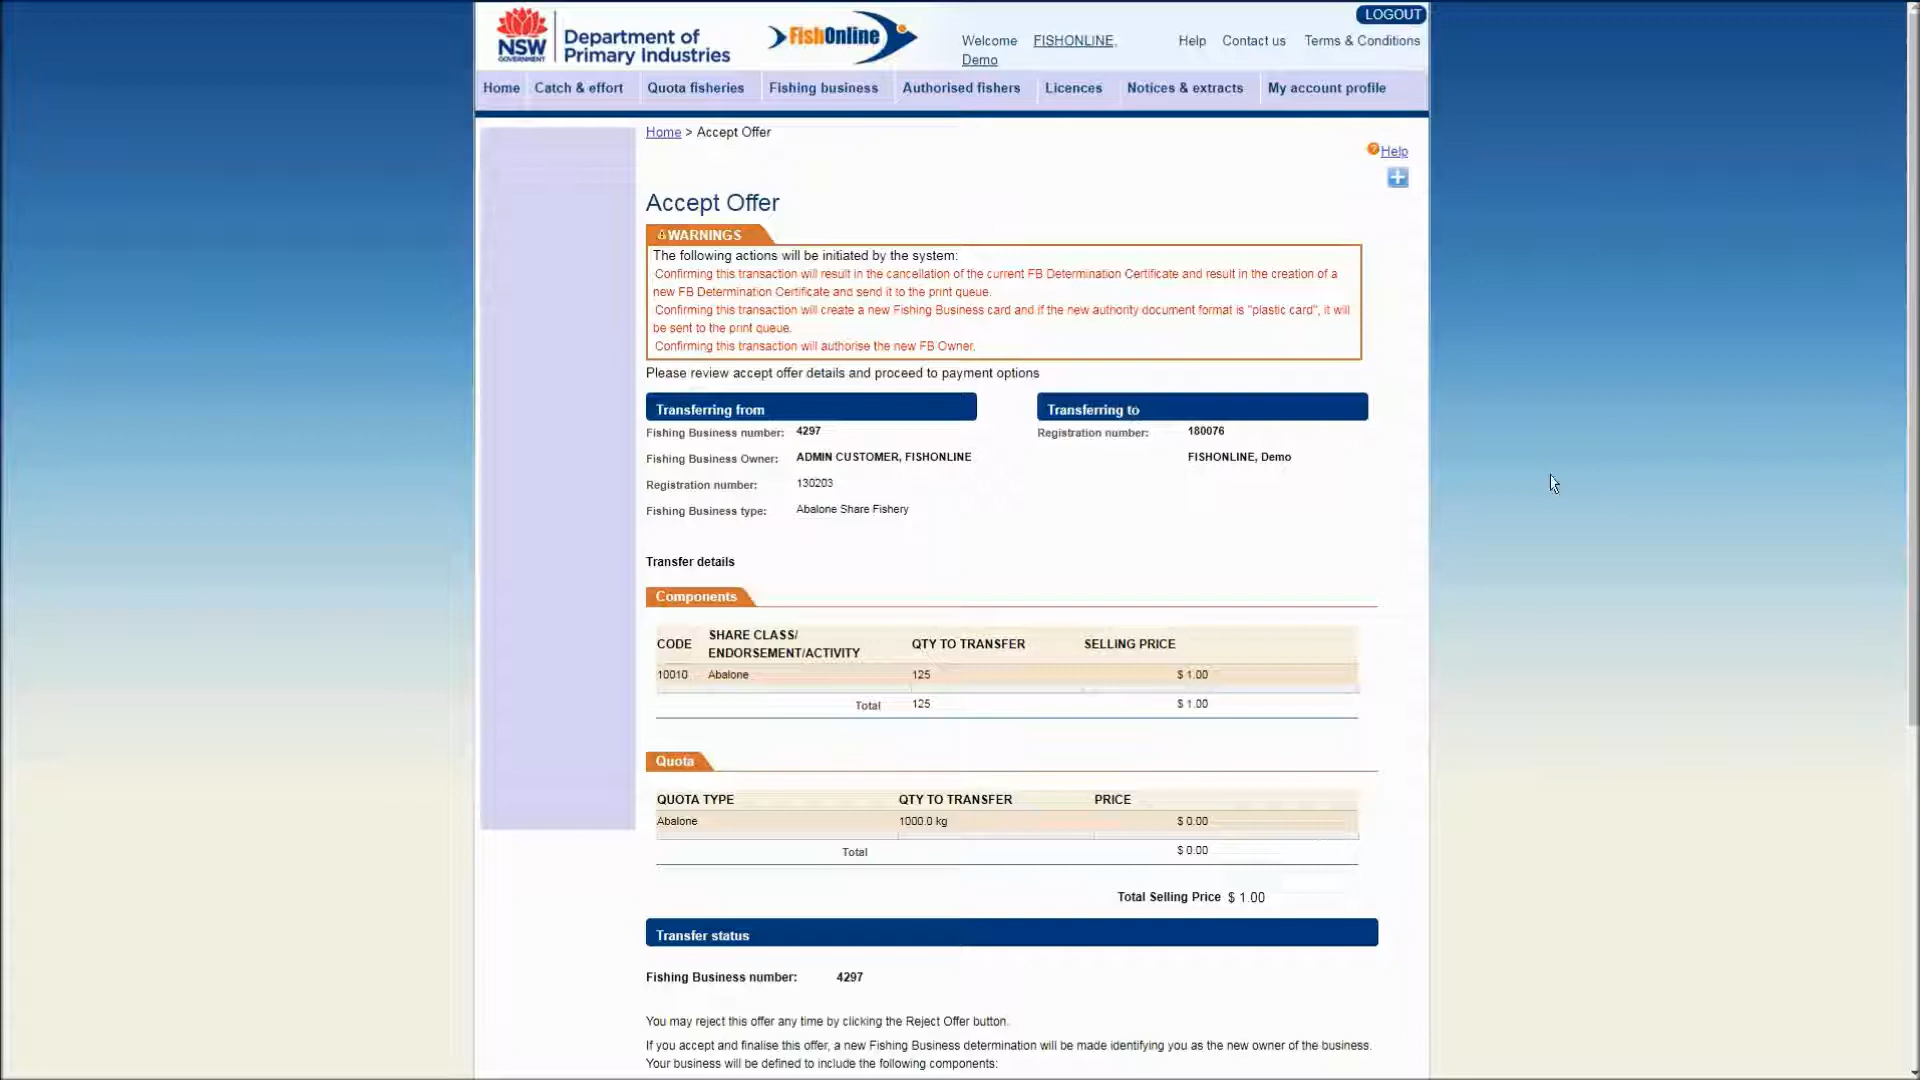 LOGOUT
NSW GOVERNMENT
Department of
Primary Industries
FishOnline
Welcome FISHONLINE,
Demo
Help Contact us Terms & Conditions
Home Catch & effort Quota fisheries Fishing business Authorised fishers Licences Notices & extracts My account profile
Home > Accept Offer
Help
Accept Offer
WARNINGS
The following actions will be initiated by the system:
Confirming this transaction will result in the cancellation of the current FB Determination Certificate and result in the creation of a
new FB Determination Certificate and send it to the print queue.
Confirming this transaction will create a new Fishing Business card and if the new authority document format is "plastic card", it will
be sent to the print queue.
Confirming this transaction will authorise the new FB Owner.
Please review accept offer details and proceed to payment options
Transferring from
Fishing Business number: 4297
Fishing Business Owner: ADMIN CUSTOMER, FISHONLINE
Registration number: 130203
Fishing Business type: Abalone Share Fishery
Transferring to
Registration number: 180076
FISHONLINE, Demo
Transfer details
Components
CODE SHARE CLASS/ ENDORSEMENT/ACTIVITY QTY TO TRANSFER SELLING PRICE
10010 Abalone 125 $ 1.00
Total 125 $ 1.00
Quota
QUOTA TYPE QTY TO TRANSFER PRICE
Abalone 1000.0 kg $ 0.00
Total $ 0.00
Total Selling Price $ 1.00
Transfer status
Fishing Business number: 4297
You may reject this offer any time by clicking the Reject Offer button.
If you accept and finalise this offer, a new Fishing Business determination will be made identifying you as the new owner of the business.
Your business will be defined to include the following components: